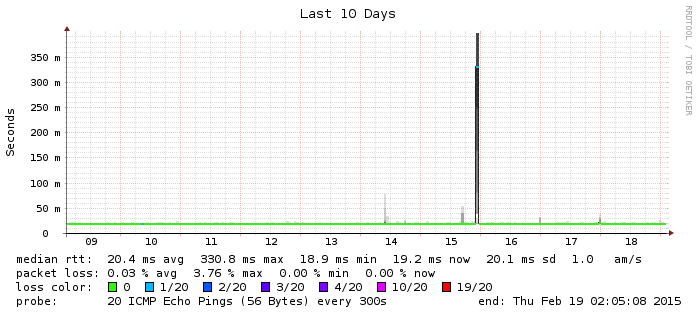 Last 10 Days
RRDTOOL / TOBI OETIKER
Seconds
350 m
300 m
250 m
200 m
150 m
100 m
50 m
0
09 10 11 12 13 14 15 16 17 18
median rtt: 20.4 ms avg 330.8 ms max 18.9 ms min 19.2 ms now 20.1 ms sd 1.0 am/s
packet loss: 0.03 % avg 3.76 % max 0.00 % min 0.00 % now
loss color: 0 1/20 2/20 3/20 4/20 10/20 19/20
probe: 20 ICMP Echo Pings (56 Bytes) every 300s end: Thu Feb 19 02:05:08 2015